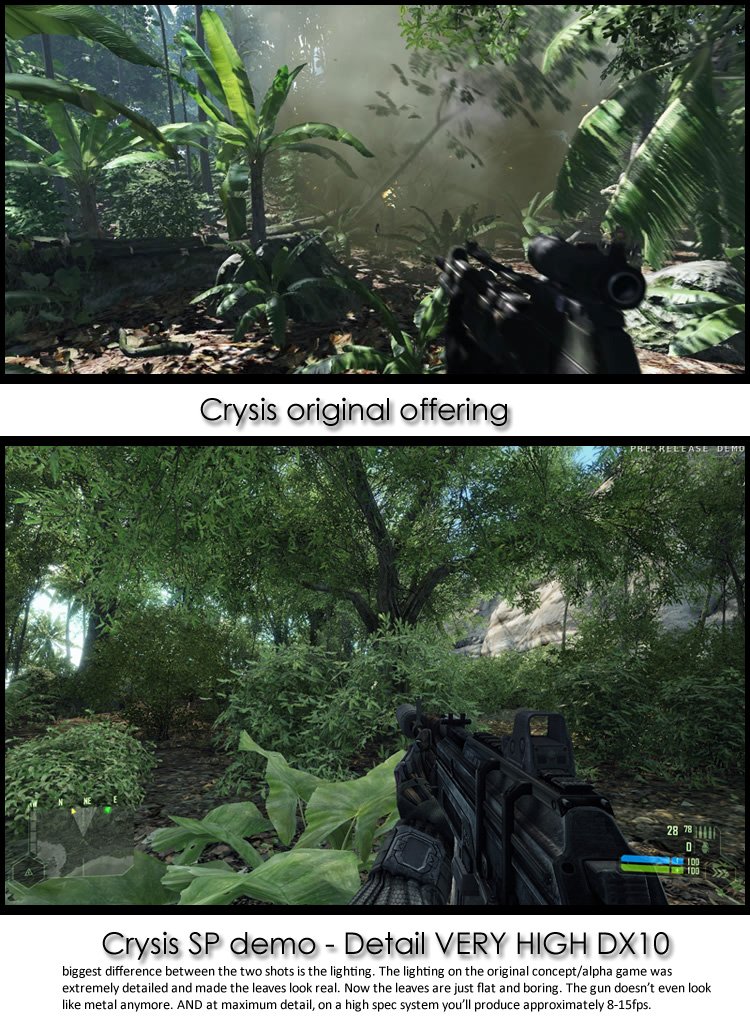 Crysis original offering
PRE-RELEASE DEMO
W N NE E
28 78
0
100
100
Crysis SP demo - Detail VERY HIGH DX10
biggest difference between the two shots is the lighting. The lighting on the original concept/alpha game was
extremely detailed and made the leaves look real. Now the leaves are just flat and boring. The gun doesn't even look
like metal anymore. AND at maximum detail, on a high spec system you'll produce approximately 8-15fps.